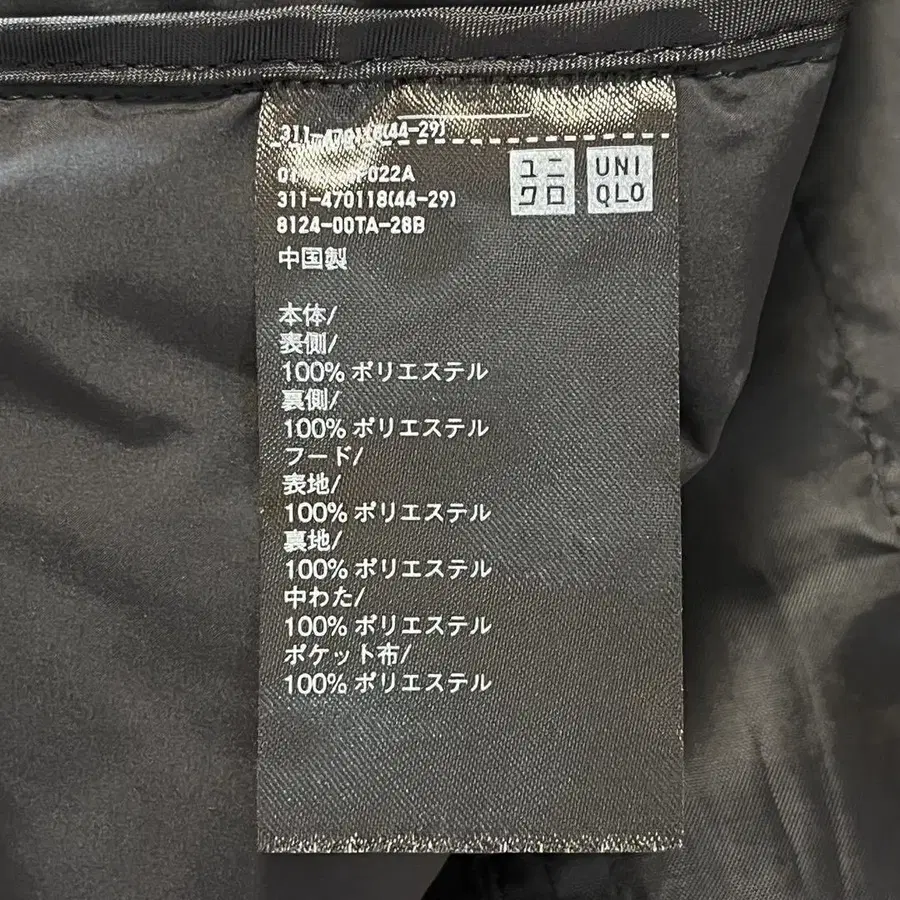 311-470118(44-29)
022A
311-470118(44-29)
8124-00TA-28B
中国製
ユニ
クロ
UNI
QLO
本体/
表側/
100% ポリエステル
裏側/
100% ポリエステル
フード/
表地/
100% ポリエステル
裏地/
100% ポリエステル
中わた/
100% ポリエステル
ポケット布/
100% ポリエステル